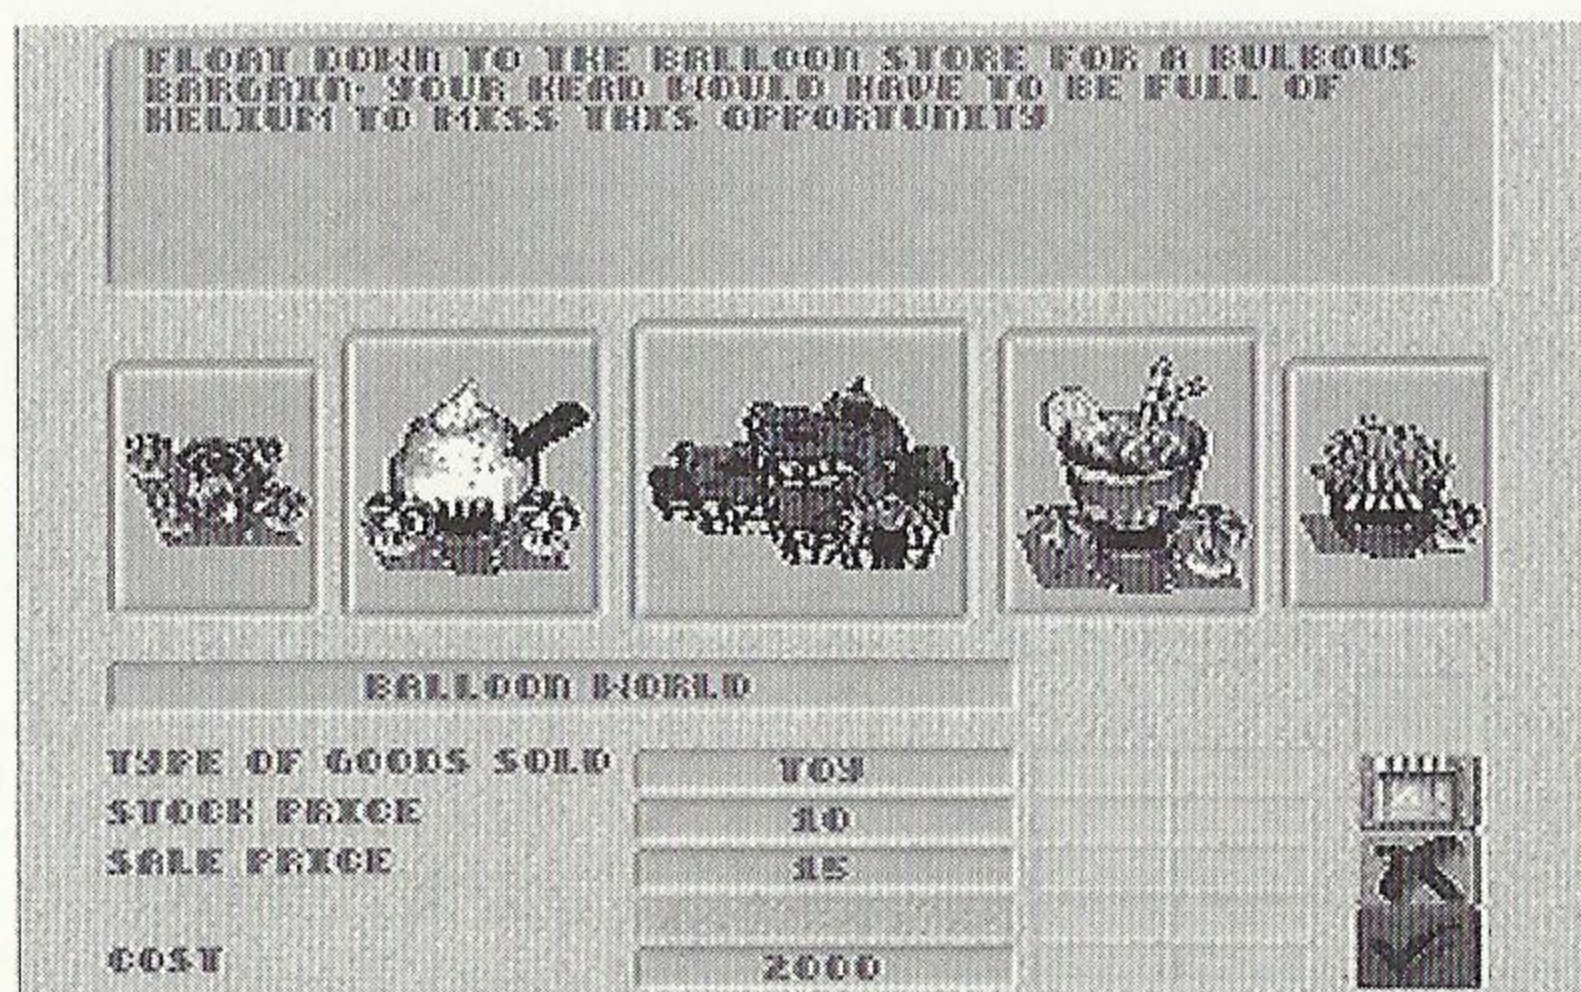 FLOAT DOWN TO THE BALLOON STORE FOR A BULBOUS
BARGAIN. YOUR HEAD WOULD HAVE TO BE FULL OF
HELIUM TO MISS THIS OPPORTUNITY
BALLOON WORLD
TYPE OF GOODS SOLD TOY
STOCK PRICE 10
SALE PRICE 15
COST 2000